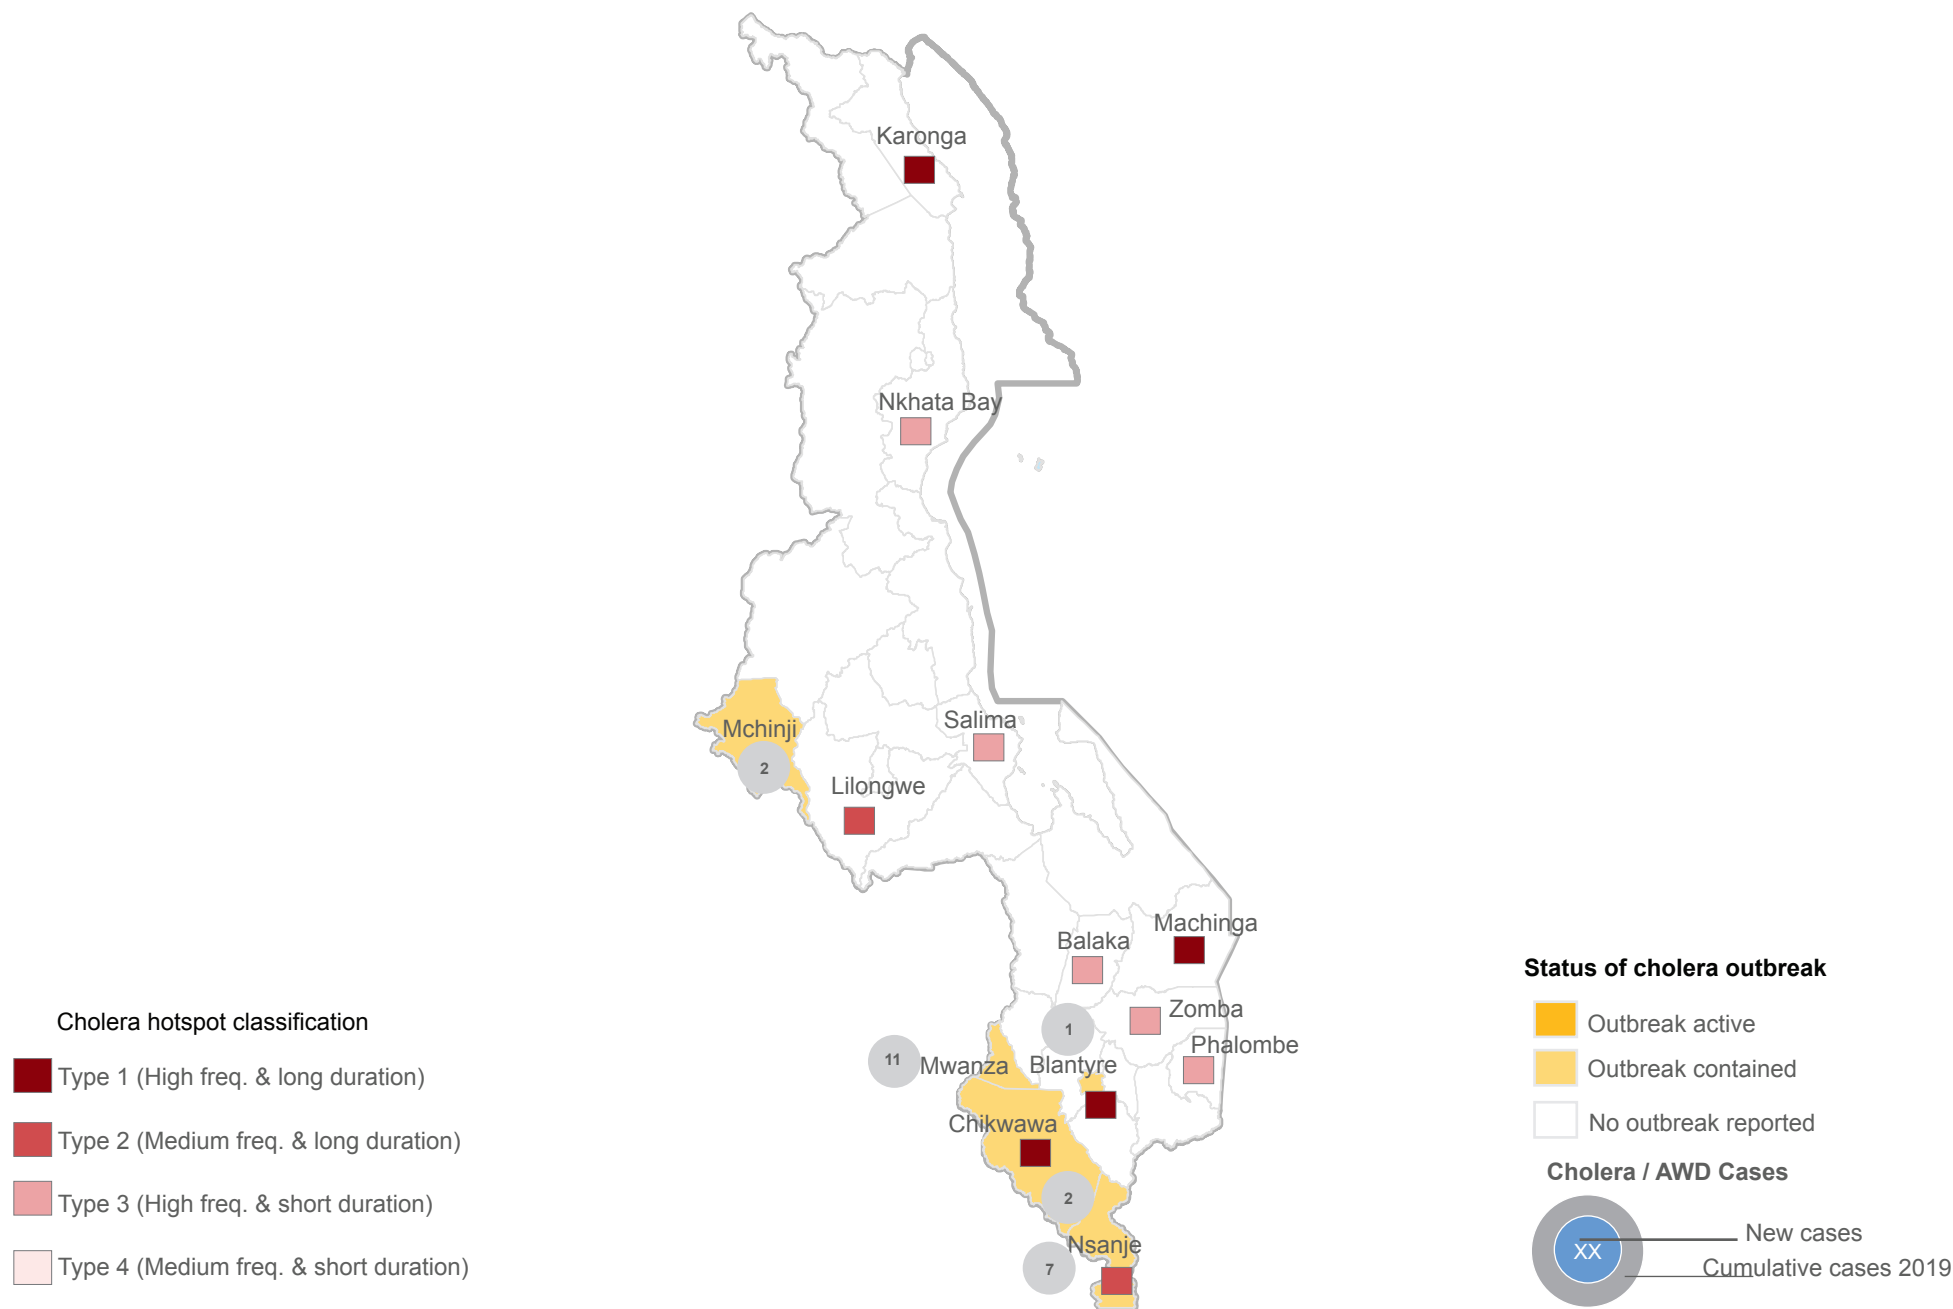 Karonga
Nkhata Bay
Mchinji
2
Salima
Lilongwe
Machinga
Balaka
Zomba
1
Phalombe
11
Mwanza
Blantyre
Chikwawa
2
Nsanje
7
Cholera hotspot classification
Type 1 (High freq. & long duration)
Type 2 (Medium freq. & long duration)
Type 3 (High freq. & short duration)
Type 4 (Medium freq. & short duration)
Status of cholera outbreak
Outbreak active
Outbreak contained
No outbreak reported
Cholera / AWD Cases
New cases
XX
Cumulative cases 2019